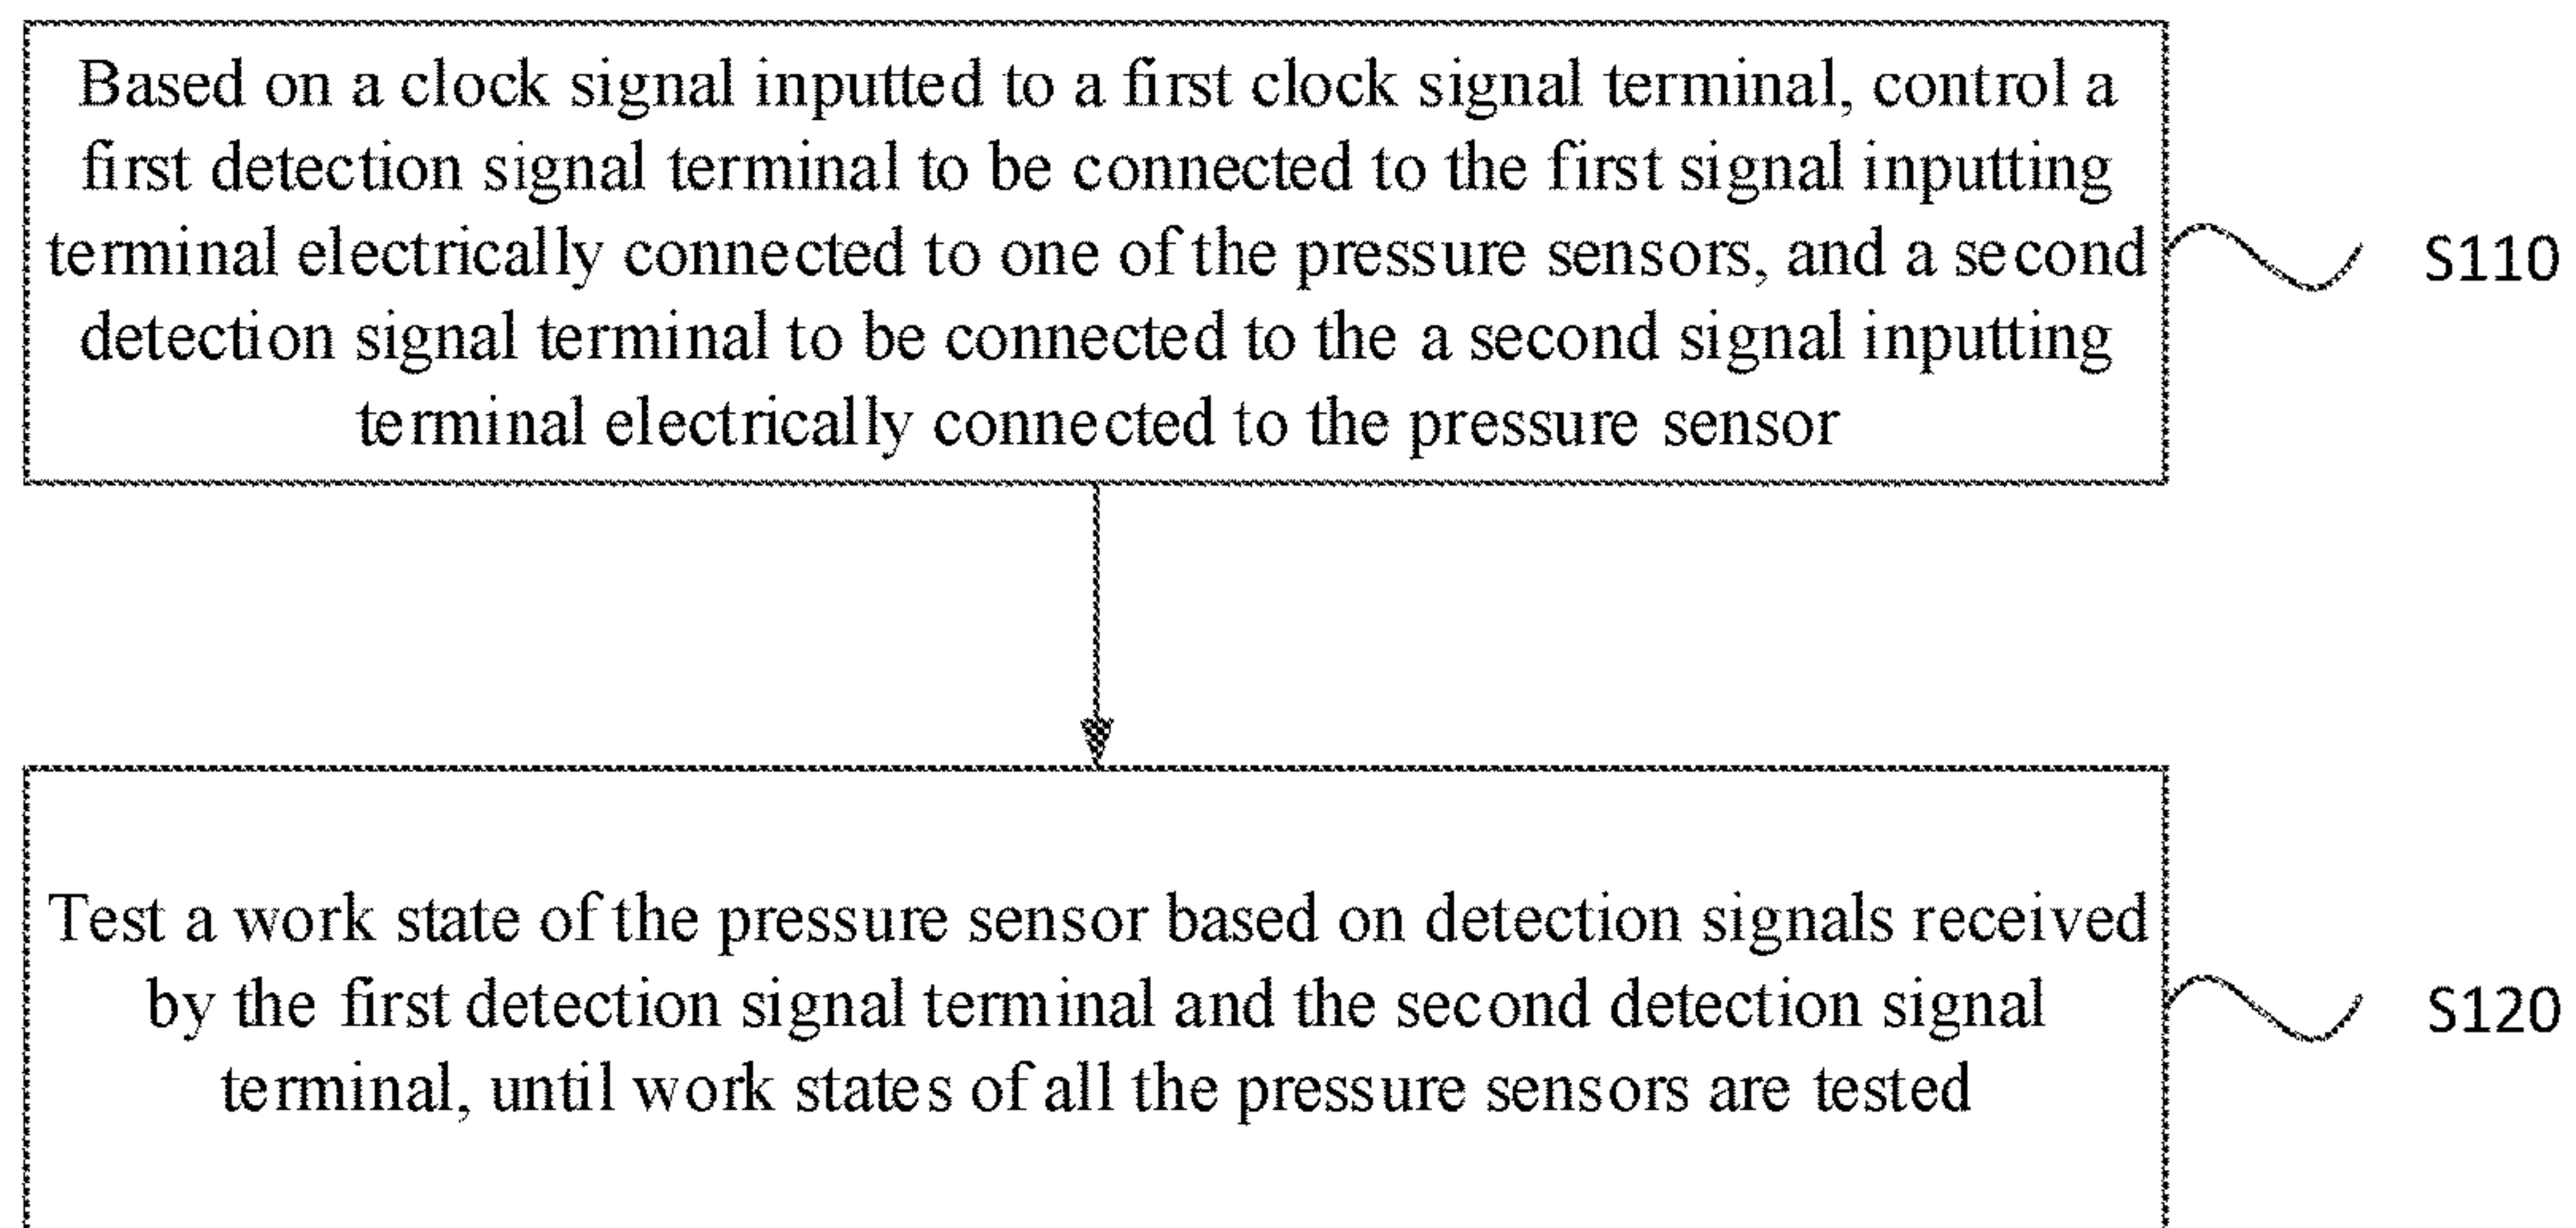 Based on a clock signal inputted to a first clock signal terminal, control a
first detection signal terminal to be connected to the first signal inputting
terminal electrically connected to one of the pressure sensors, and a second
detection signal terminal to be connected to the a second signal inputting
terminal electrically connected to the pressure sensor
S110
Test a work state of the pressure sensor based on detection signals received
by the first detection signal terminal and the second detection signal
terminal, until work states of all the pressure sensors are tested
S120